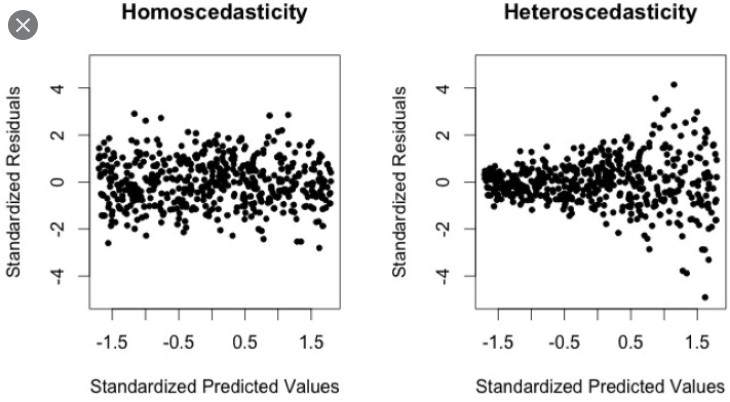 Homoscedasticity
Standardized Residuals
4
2
0
-2
-4
-1.5 -0.5 0.5 1.5
Standardized Predicted Values
Heteroscedasticity
Standardized Residuals
4
2
0
-2
-4
-1.5 -0.5 0.5 1.5
Standardized Predicted Values